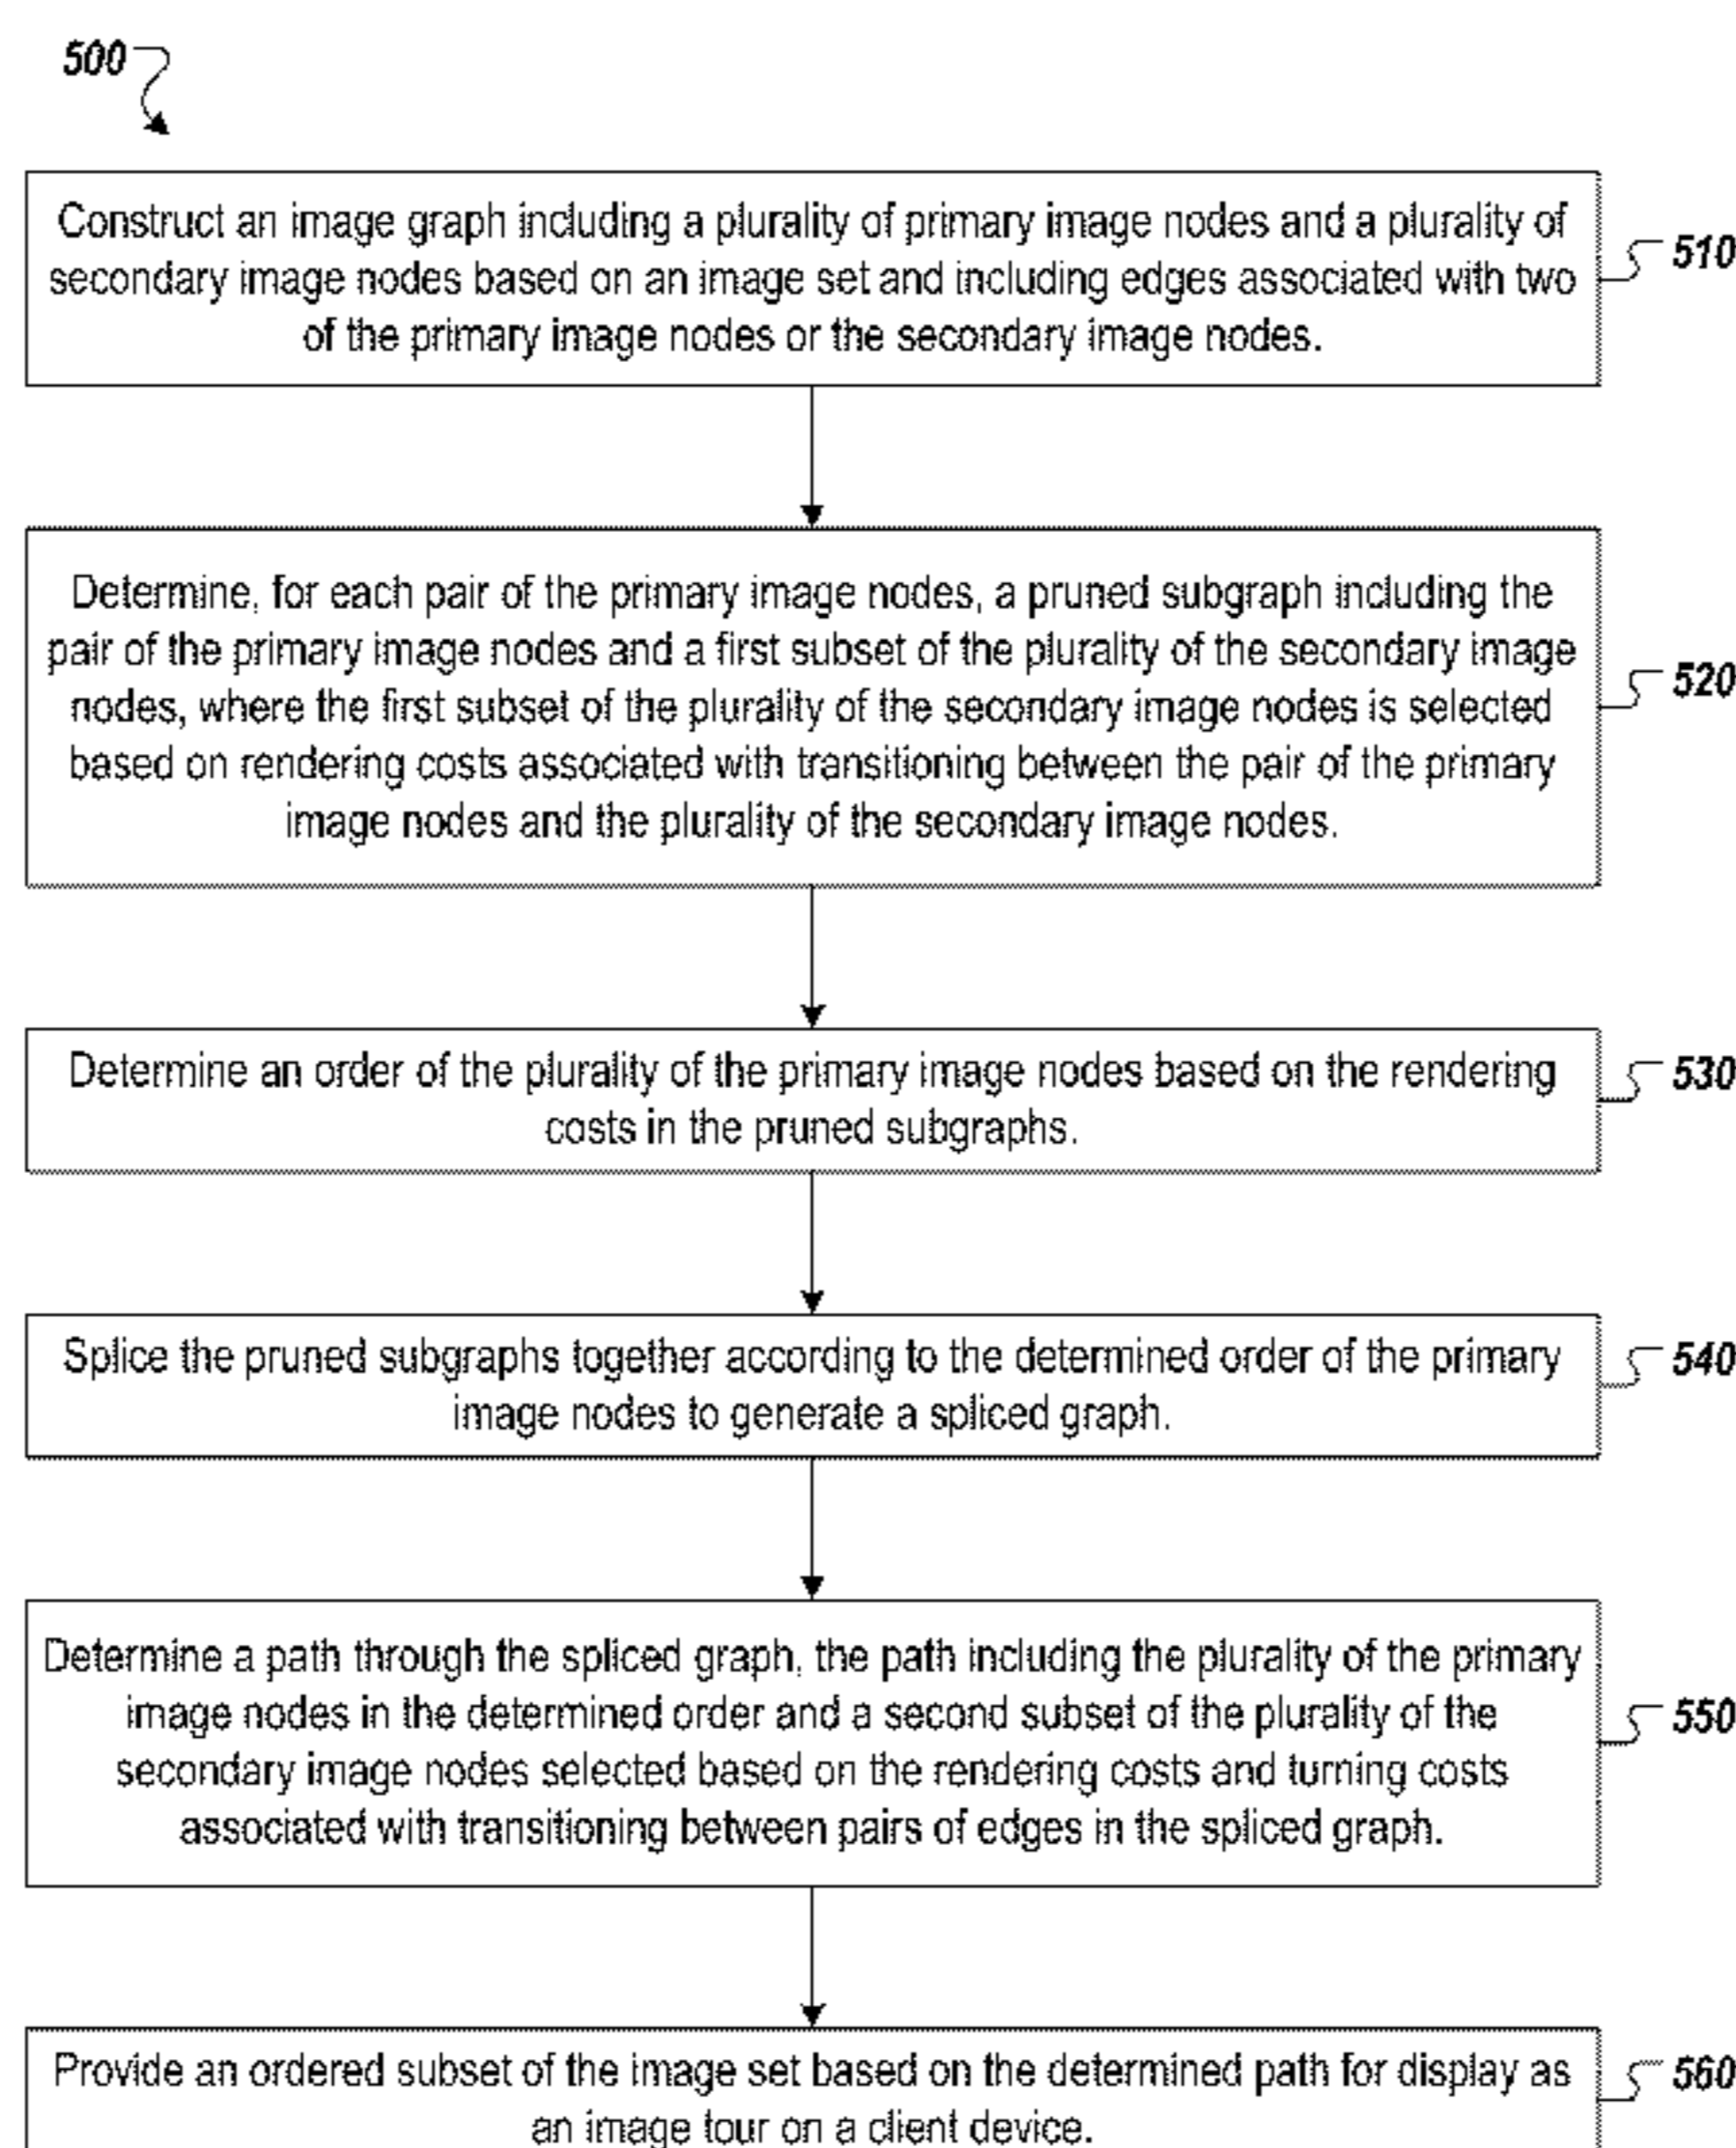 500
Construct an image graph including a plurality of primary image nodes and a plurality of
secondary image nodes based on an image set and including edges associated with two
of the primary image nodes or the secondary image nodes.
510
Determine, for each pair of the primary image nodes, a pruned subgraph including the
pair of the primary image nodes and a first subset of the plurality of the secondary image
nodes, where the first subset of the plurality of the secondary image nodes is selected
based on rendering costs associated with transitioning between the pair of the primary
image nodes and the plurality of the secondary image nodes.
520
Determine an order of the plurality of the primary image nodes based on the rendering
costs in the pruned subgraphs.
530
Splice the pruned subgraphs together according to the determined order of the primary
image nodes to generate a spliced graph.
540
Determine a path through the spliced graph, the path including the plurality of the primary
image nodes in the determined order and a second subset of the plurality of the
secondary image nodes selected based on the rendering costs and turning costs
associated with transitioning between pairs of edges in the spliced graph.
550
Provide an ordered subset of the image set based on the determined path for display as
an image tour on a client device.
560